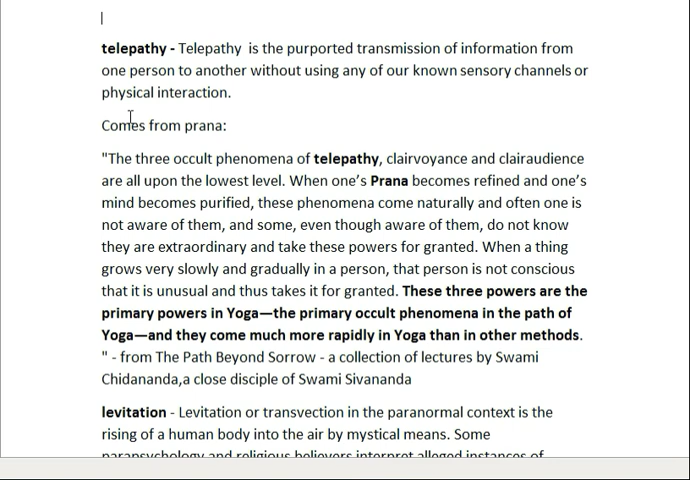 telepathy - Telepathy  is the purported transmission of information from
one person to another without using any of our known sensory channels or
physical interaction.
Comes from prana:
"The three occult phenomena of telepathy, clairvoyance and clairaudience
are all upon the lowest level. When one’s Prana becomes refined and one’s
mind becomes purified, these phenomena come naturally and often one is
not aware of them, and some, even though aware of them, do not know
they are extraordinary and take these powers for granted. When a thing
grows very slowly and gradually in a person, that person is not conscious
that it is unusual and thus takes it for granted. These three powers are the
primary powers in Yoga—the primary occult phenomena in the path of
Yoga—and they come much more rapidly in Yoga than in other methods.
" - from The Path Beyond Sorrow - a collection of lectures by Swami
Chidananda,a close disciple of Swami Sivananda
levitation - Levitation or transvection in the paranormal context is the
rising of a human body into the air by mystical means. Some
parapsychology and religious believers interpret alleged instances of